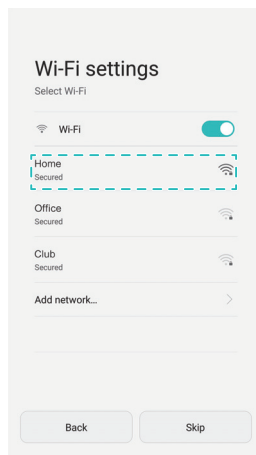 Wi-Fi settings
Select Wi-Fi
Wi-Fi
Home
Secured
Office
Secured
Club
Secured
Add network...
Back
Skip